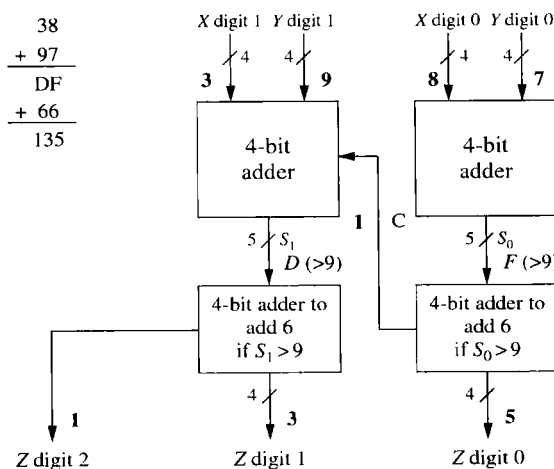 38
+ 97
DF
+ 66
135
X digit 1 Y digit 1 X digit 0 Y digit 0
4 4 4 4
3 9 8 7
4-bit
adder
4-bit
adder
1 C
5 S₁
D (>9)
5 S₀
F (>9)
4-bit adder to
add 6
if S₁ > 9
4-bit adder to
add 6
if S₀ > 9
4 4
1 3 5
Z digit 2 Z digit 1 Z digit 0